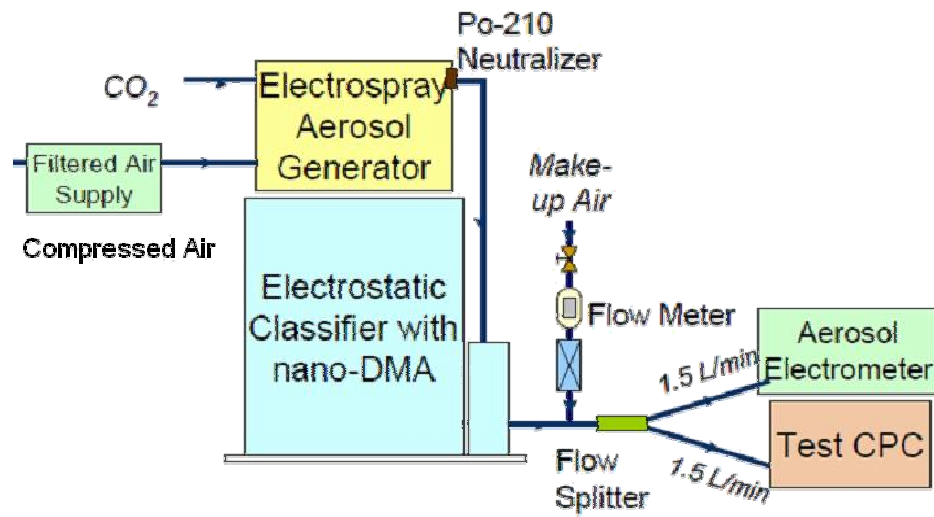 Po-210
Neutralizer
CO2
Electrospray
Aerosol
Generator
Filtered Air
Supply
Compressed Air
Make-
up Air
Electrostatic
Classifier with
nano-DMA
Flow Meter
Aerosol
Electrometer
1.5 L/min
Test CPC
1.5 L/min
Flow
Splitter